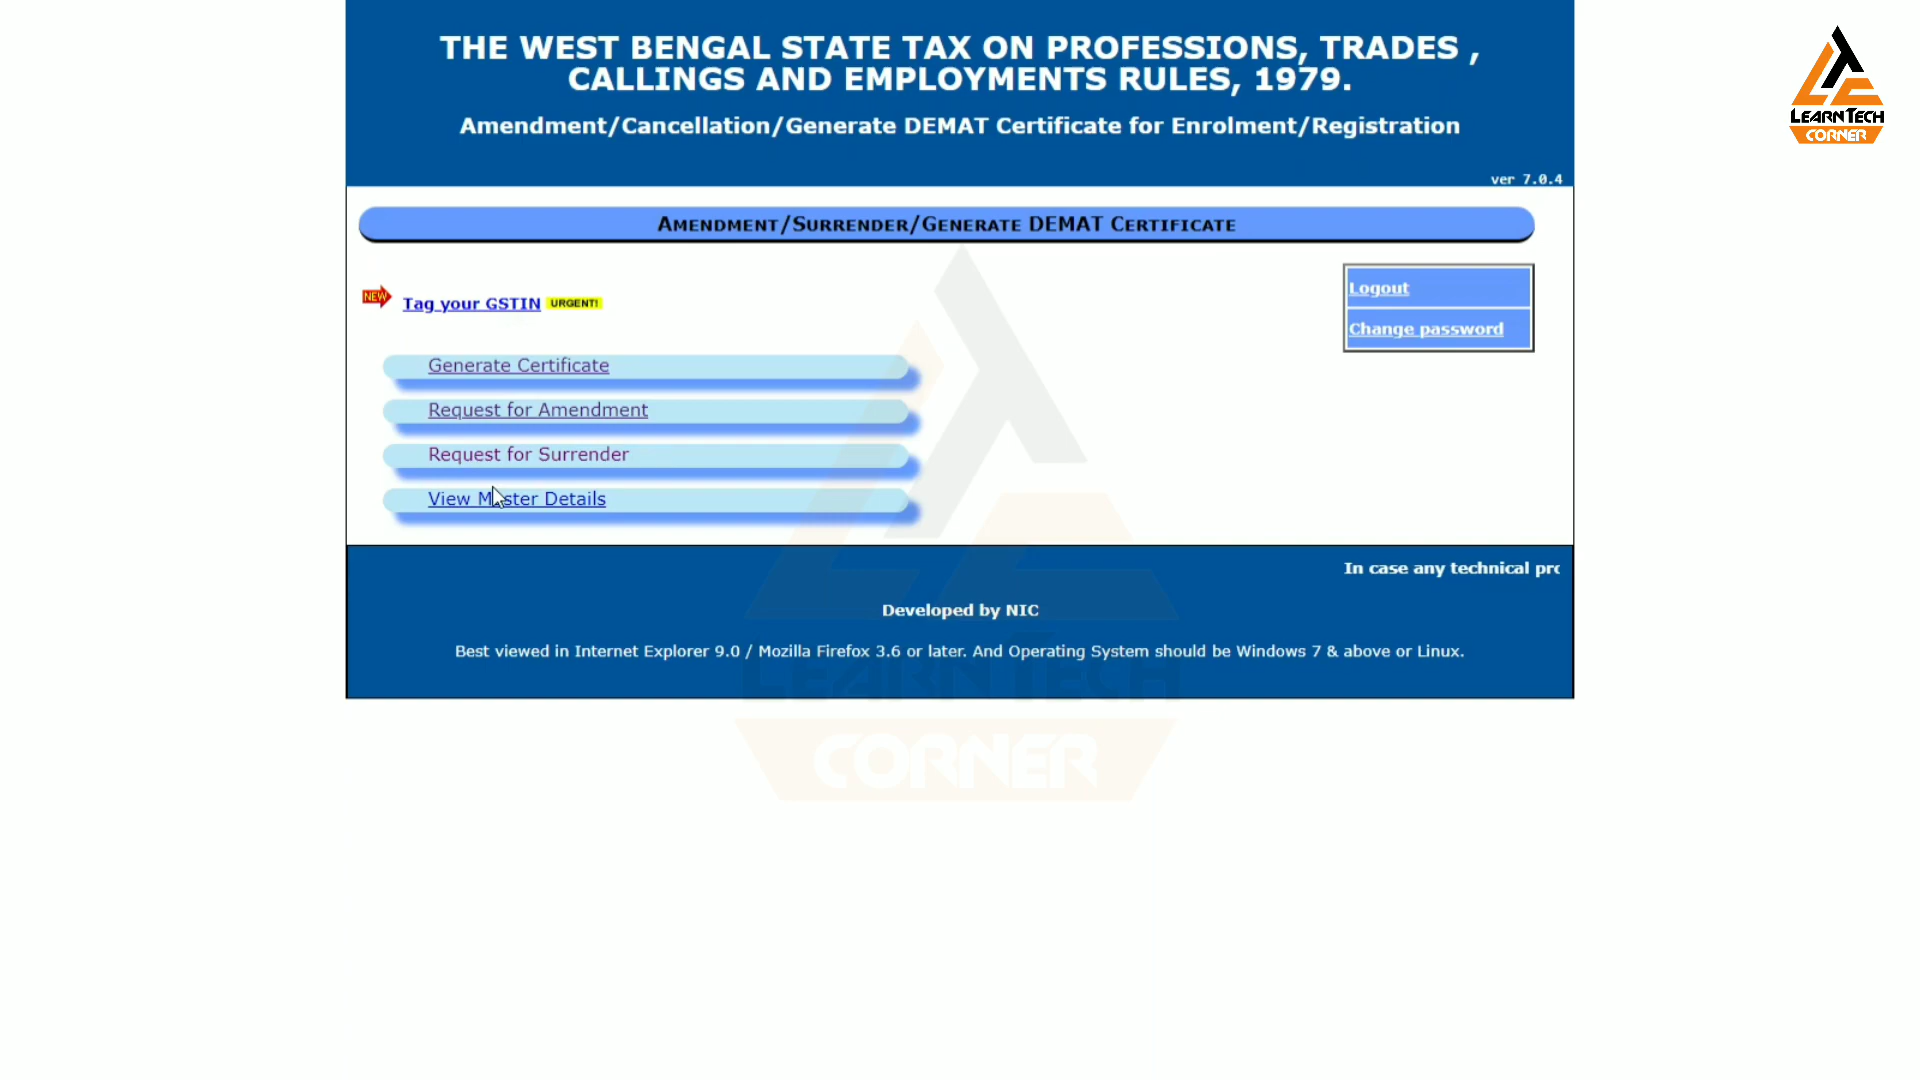 THE WEST BENGAL STATE TAX ON PROFESSIONS, TRADES ,
CALLINGS AND EMPLOYMENTS RULES, 1979.
Amendment/Cancellation/Generate DEMAT Certificate for Enrolment/Registration
LEARNTECH
CORNER
ver 7.0.4
AMENDMENT/SURRENDER/GENERATE DEMAT CERTIFICATE
NEW Tag your GSTIN URGENT!
Logout
Change password
Generate Certificate
Request for Amendment
Request for Surrender
View Master Details
In case any technical pro
Developed by NIC
Best viewed in Internet Explorer 9.0 / Mozilla Firefox 3.6 or later. And Operating System should be Windows 7 & above or Linux.
LEARNTECH
CORNER